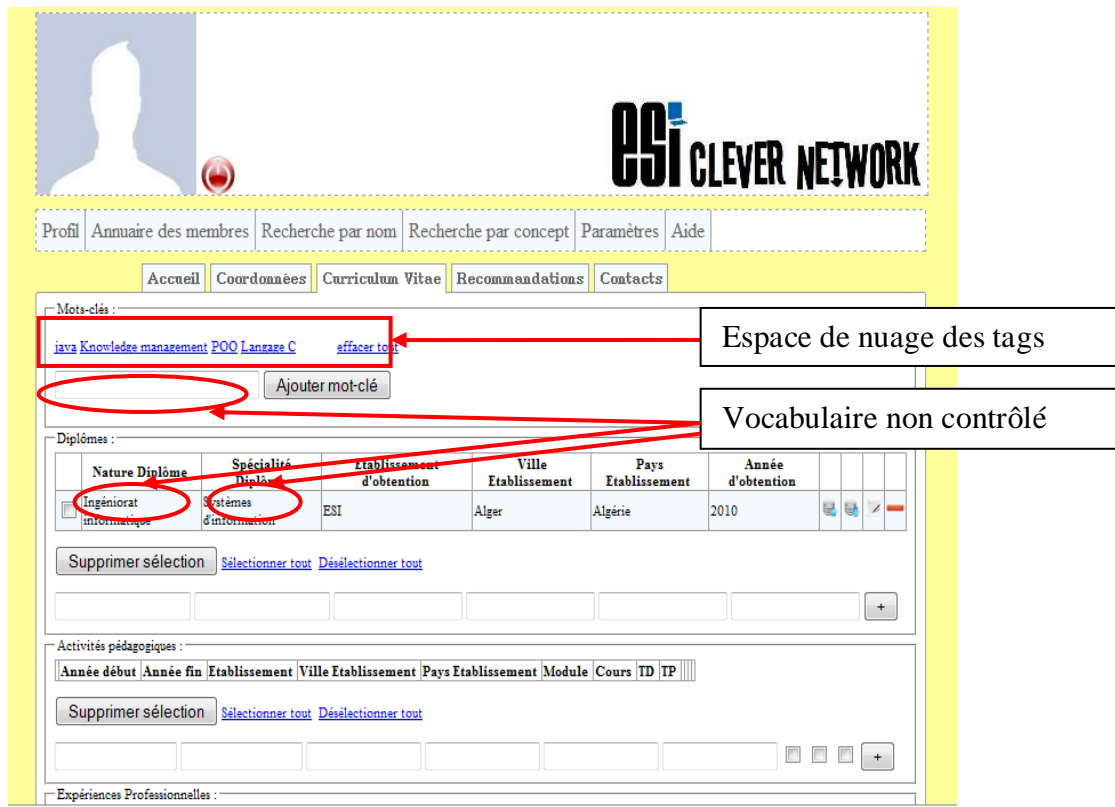 esi CLEVER NETWORK
Profil Annuaire des membres Recherche par nom Recherche par concept Paramètres Aide
Accueil Coordonnées Curriculum Vitae Recommandations Contacts
Mots-clés :
Espace de nuage des tags
java Knowledge management POO Langage C effacer tout
Ajouter mot-clé
Vocabulaire non contrôlé
Diplômes :
Nature Diplôme Spécialité Diplôme Etablissement d'obtention Ville Etablissement Pays Etablissement Année d'obtention
Ingéniorat informatique Systèmes d'information ESI Alger Algérie 2010
Supprimer sélection Sélectionner tout Désélectionner tout
+
Activités pédagogiques :
Année début Année fin Etablissement Ville Etablissement Pays Etablissement Module Cours TD TP
Supprimer sélection Sélectionner tout Désélectionner tout
+
Expériences Professionnelles :